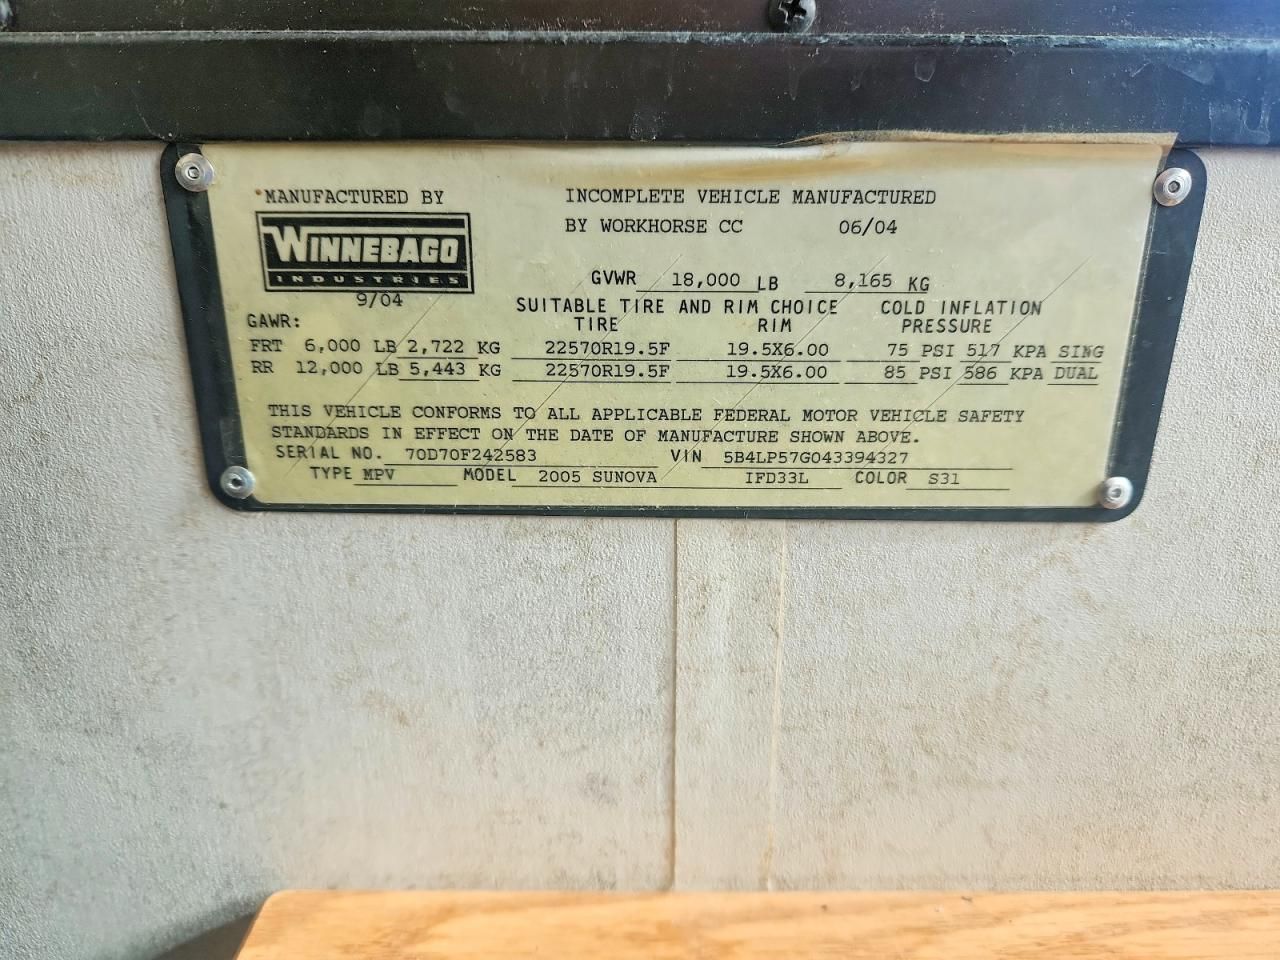 MANUFACTURED BY
WINNEBAGO
INDUSTRIES
9/04
INCOMPLETE VEHICLE MANUFACTURED
BY WORKHORSE CC 06/04
GVWR 18,000 LB 8,165 KG
SUITABLE TIRE AND RIM CHOICE COLD INFLATION
GAWR: TIRE RIM PRESSURE
FRT 6,000 LB 2,722 KG 22570R19.5F 19.5X6.00 75 PSI 517 KPA SING
RR 12,000 LB 5,443 KG 22570R19.5F 19.5X6.00 85 PSI 586 KPA DUAL
THIS VEHICLE CONFORMS TO ALL APPLICABLE FEDERAL MOTOR VEHICLE SAFETY
STANDARDS IN EFFECT ON THE DATE OF MANUFACTURE SHOWN ABOVE.
SERIAL NO. 70D70F242583 VIN 5B4LP57G043394327
TYPE MPV MODEL 2005 SUNOVA IFD33L COLOR S31